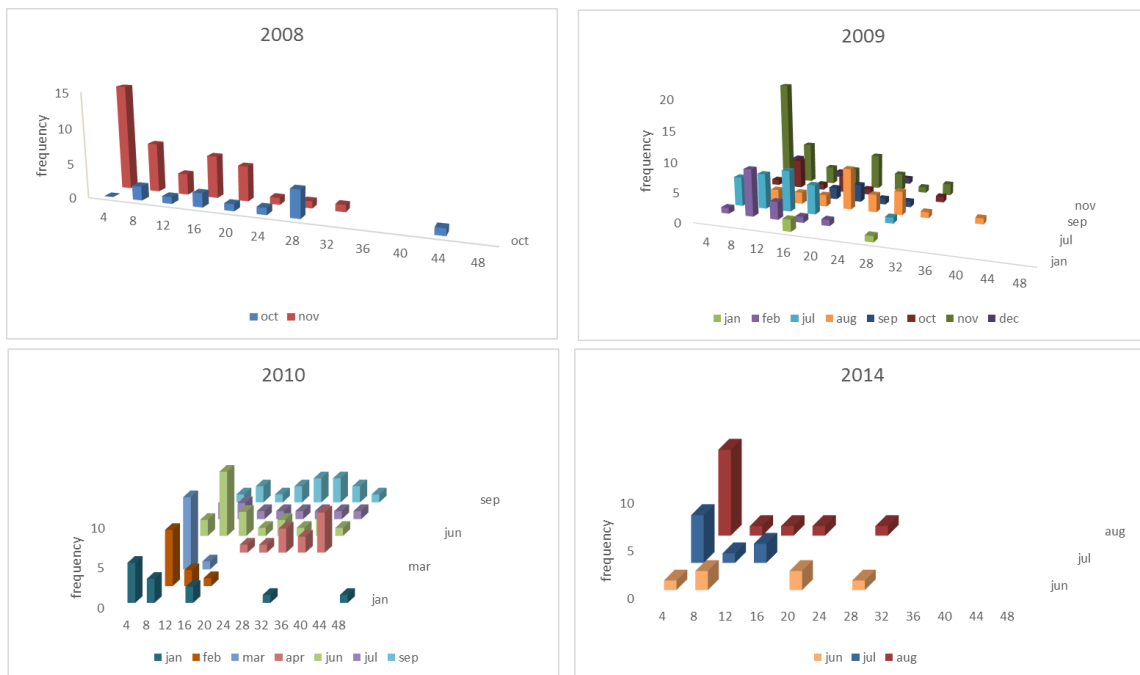 2008
15
10
5
0
frequency
4 8 12 16 20 24 28 32 36 40 44 48
oct
oct nov
2009
20
15
10
5
0
frequency
4 8 12 16 20 24 28 32 36 40 44 48
nov
sep
jul
jan
jan feb jul aug sep oct nov dec
2010
10
5
0
frequency
4 8 12 16 20 24 28 32 36 40 44 48
sep
jun
mar
jan
jan feb mar apr jun jul sep
2014
10
5
0
frequency
4 8 12 16 20 24 28 32 36 40 44 48
aug
jul
jun
jun jul aug